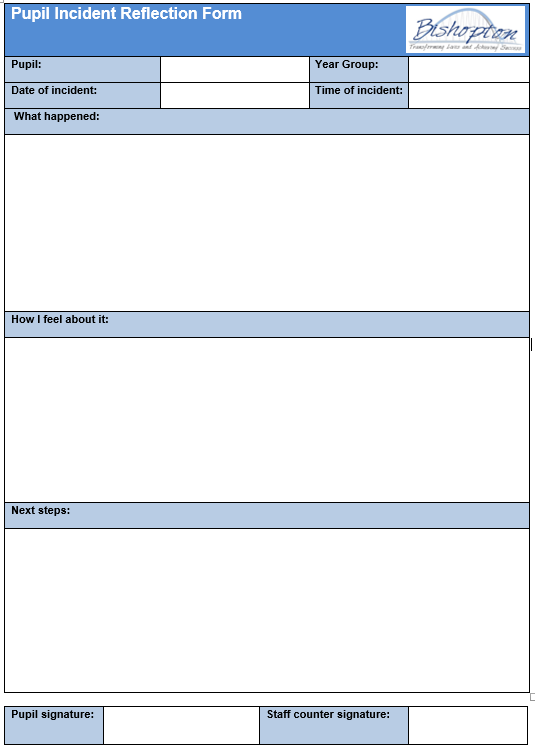 Pupil Incident Reflection Form
Bishopton
Transforming Lives and Achieving Success
Pupil:
Year Group:
Date of incident:
Time of incident:
What happened:
How I feel about it:
Next steps:
Pupil signature:
Staff counter signature: